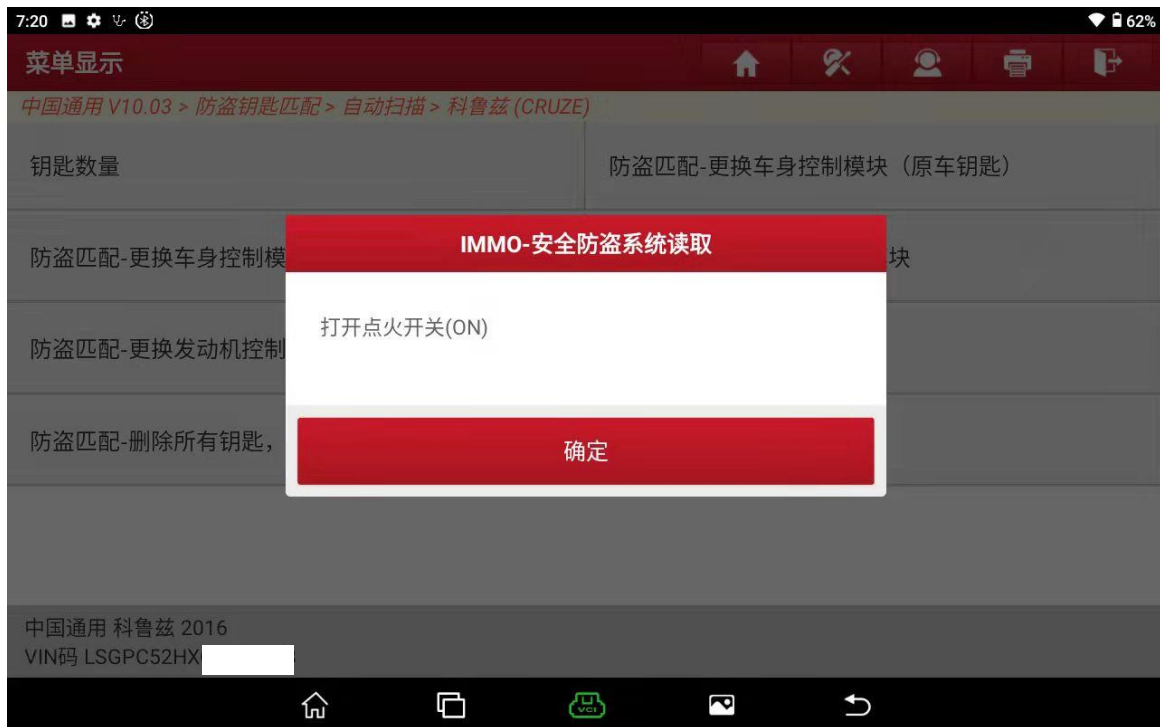 7:20
62%
菜单显示
中国通用 V10.03 > 防盗钥匙匹配 > 自动扫描 > 科鲁兹 (CRUZE)
钥匙数量
防盗匹配-更换车身控制模块（原车钥匙）
防盗匹配-更换车身控制模
块
防盗匹配-更换发动机控制
防盗匹配-删除所有钥匙，
IMMO-安全防盗系统读取
打开点火开关(ON)
确定
中国通用 科鲁兹 2016
VIN码 LSGPC52HX
VCI